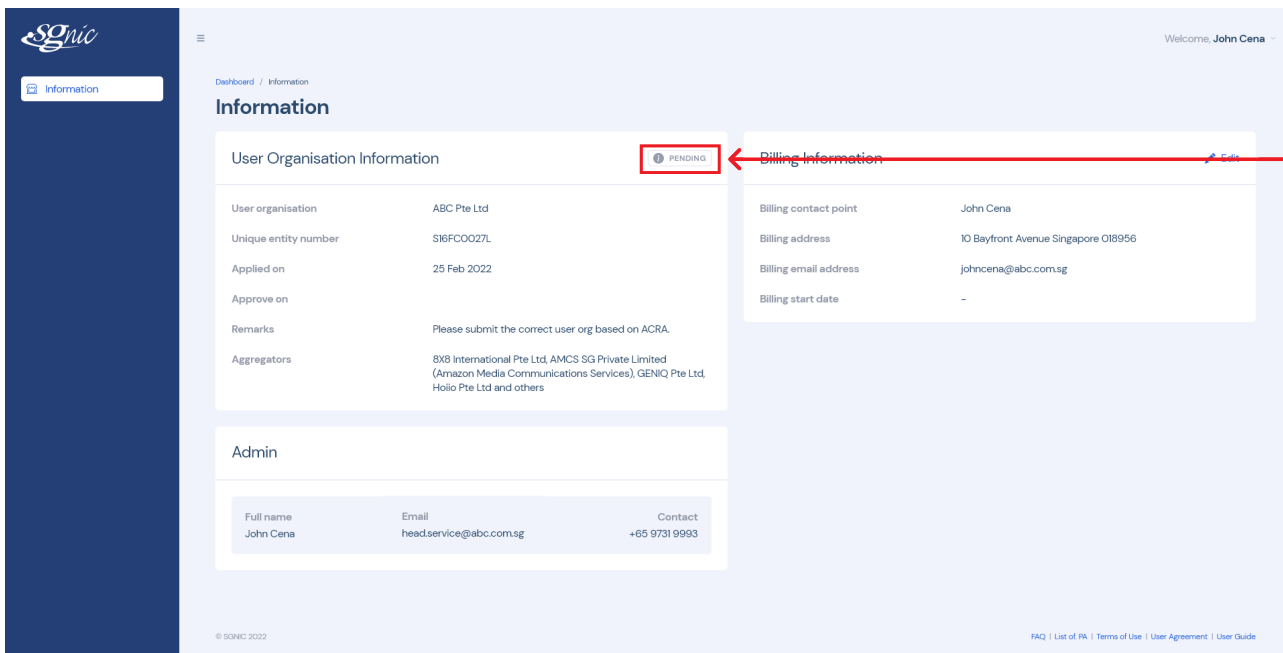 sgnic
Welcome, John Cena
Information
Dashboard / Information
Information
User Organisation Information
PENDING
Billing Information
Edit
User organisation ABC Pte Ltd
Unique entity number S16FC0027L
Applied on 25 Feb 2022
Approve on
Remarks Please submit the correct user org based on ACRA.
Aggregators 8X8 International Pte Ltd, AMCS SG Private Limited
(Amazon Media Communications Services), GENIQ Pte Ltd,
Hoiio Pte Ltd and others
Billing contact point John Cena
Billing address 10 Bayfront Avenue Singapore 018956
Billing email address johncena@abc.com.sg
Billing start date -
Admin
Full name Email Contact
John Cena head.service@abc.com.sg +65 9731 9993
© SGNIC 2022
FAQ | List of PA | Terms of Use | User Agreement | User Guide